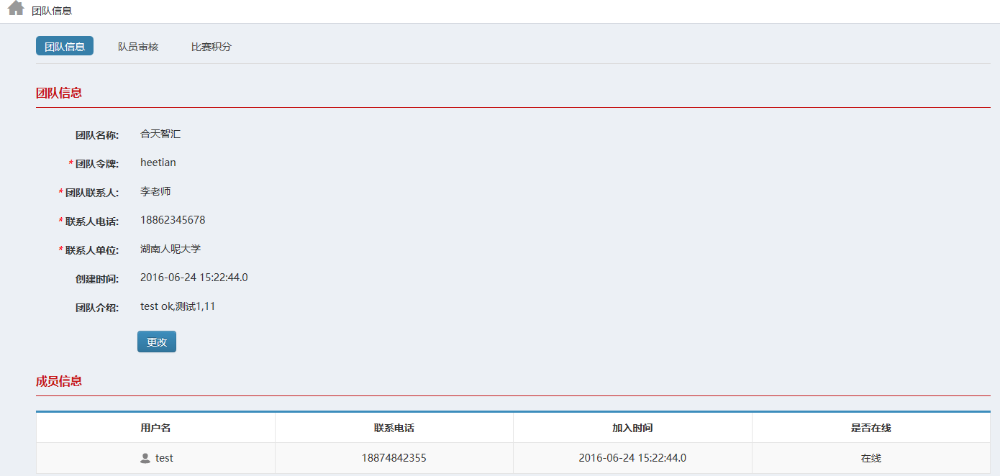 团队信息
团队信息 队员审核 比赛积分
团队信息
团队名称: 合天智汇
* 团队令牌: heetian
* 团队联系人: 李老师
* 联系人电话: 18862345678
* 联系人单位: 湖南人呢大学
创建时间: 2016-06-24 15:22:44.0
团队介绍: test ok,测试1,11
更改
成员信息
用户名 联系电话 加入时间 是否在线
test 18874842355 2016-06-24 15:22:44.0 在线